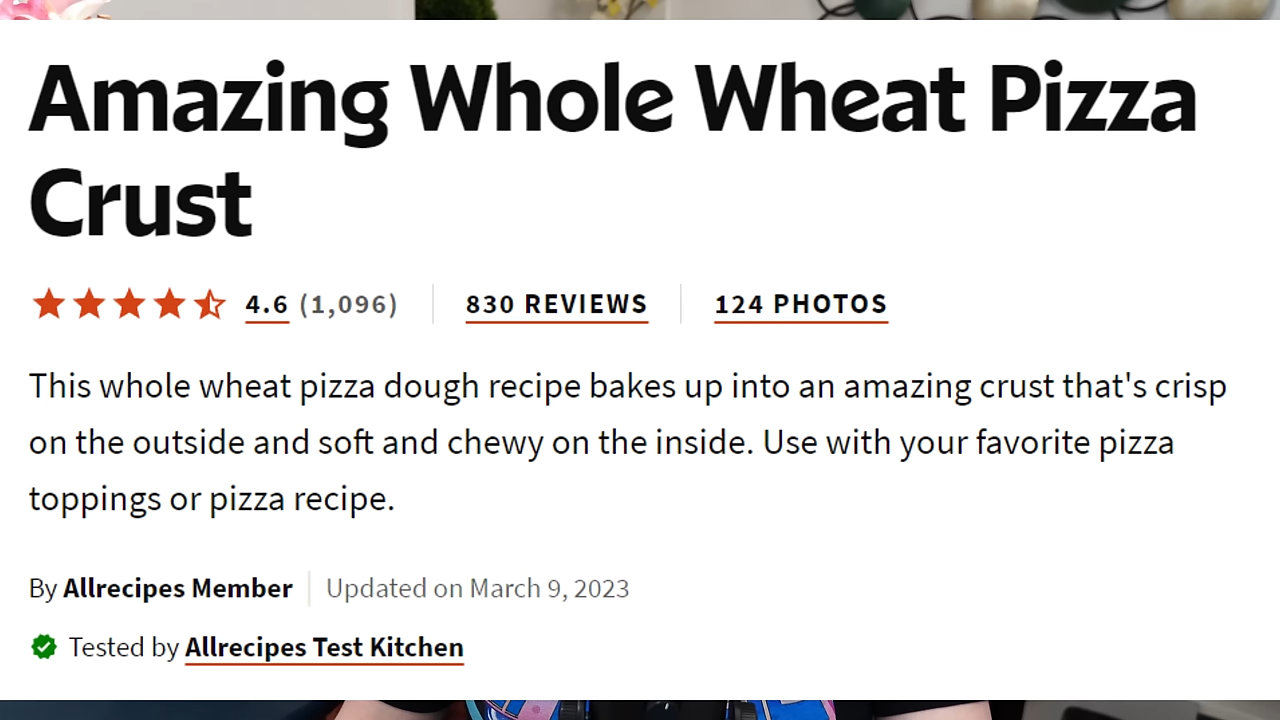 Amazing Whole Wheat Pizza
Crust
4.6 (1,096) 830 REVIEWS 124 PHOTOS
This whole wheat pizza dough recipe bakes up into an amazing crust that's crisp
on the outside and soft and chewy on the inside. Use with your favorite pizza
toppings or pizza recipe.
By Allrecipes Member Updated on March 9, 2023
Tested by Allrecipes Test Kitchen